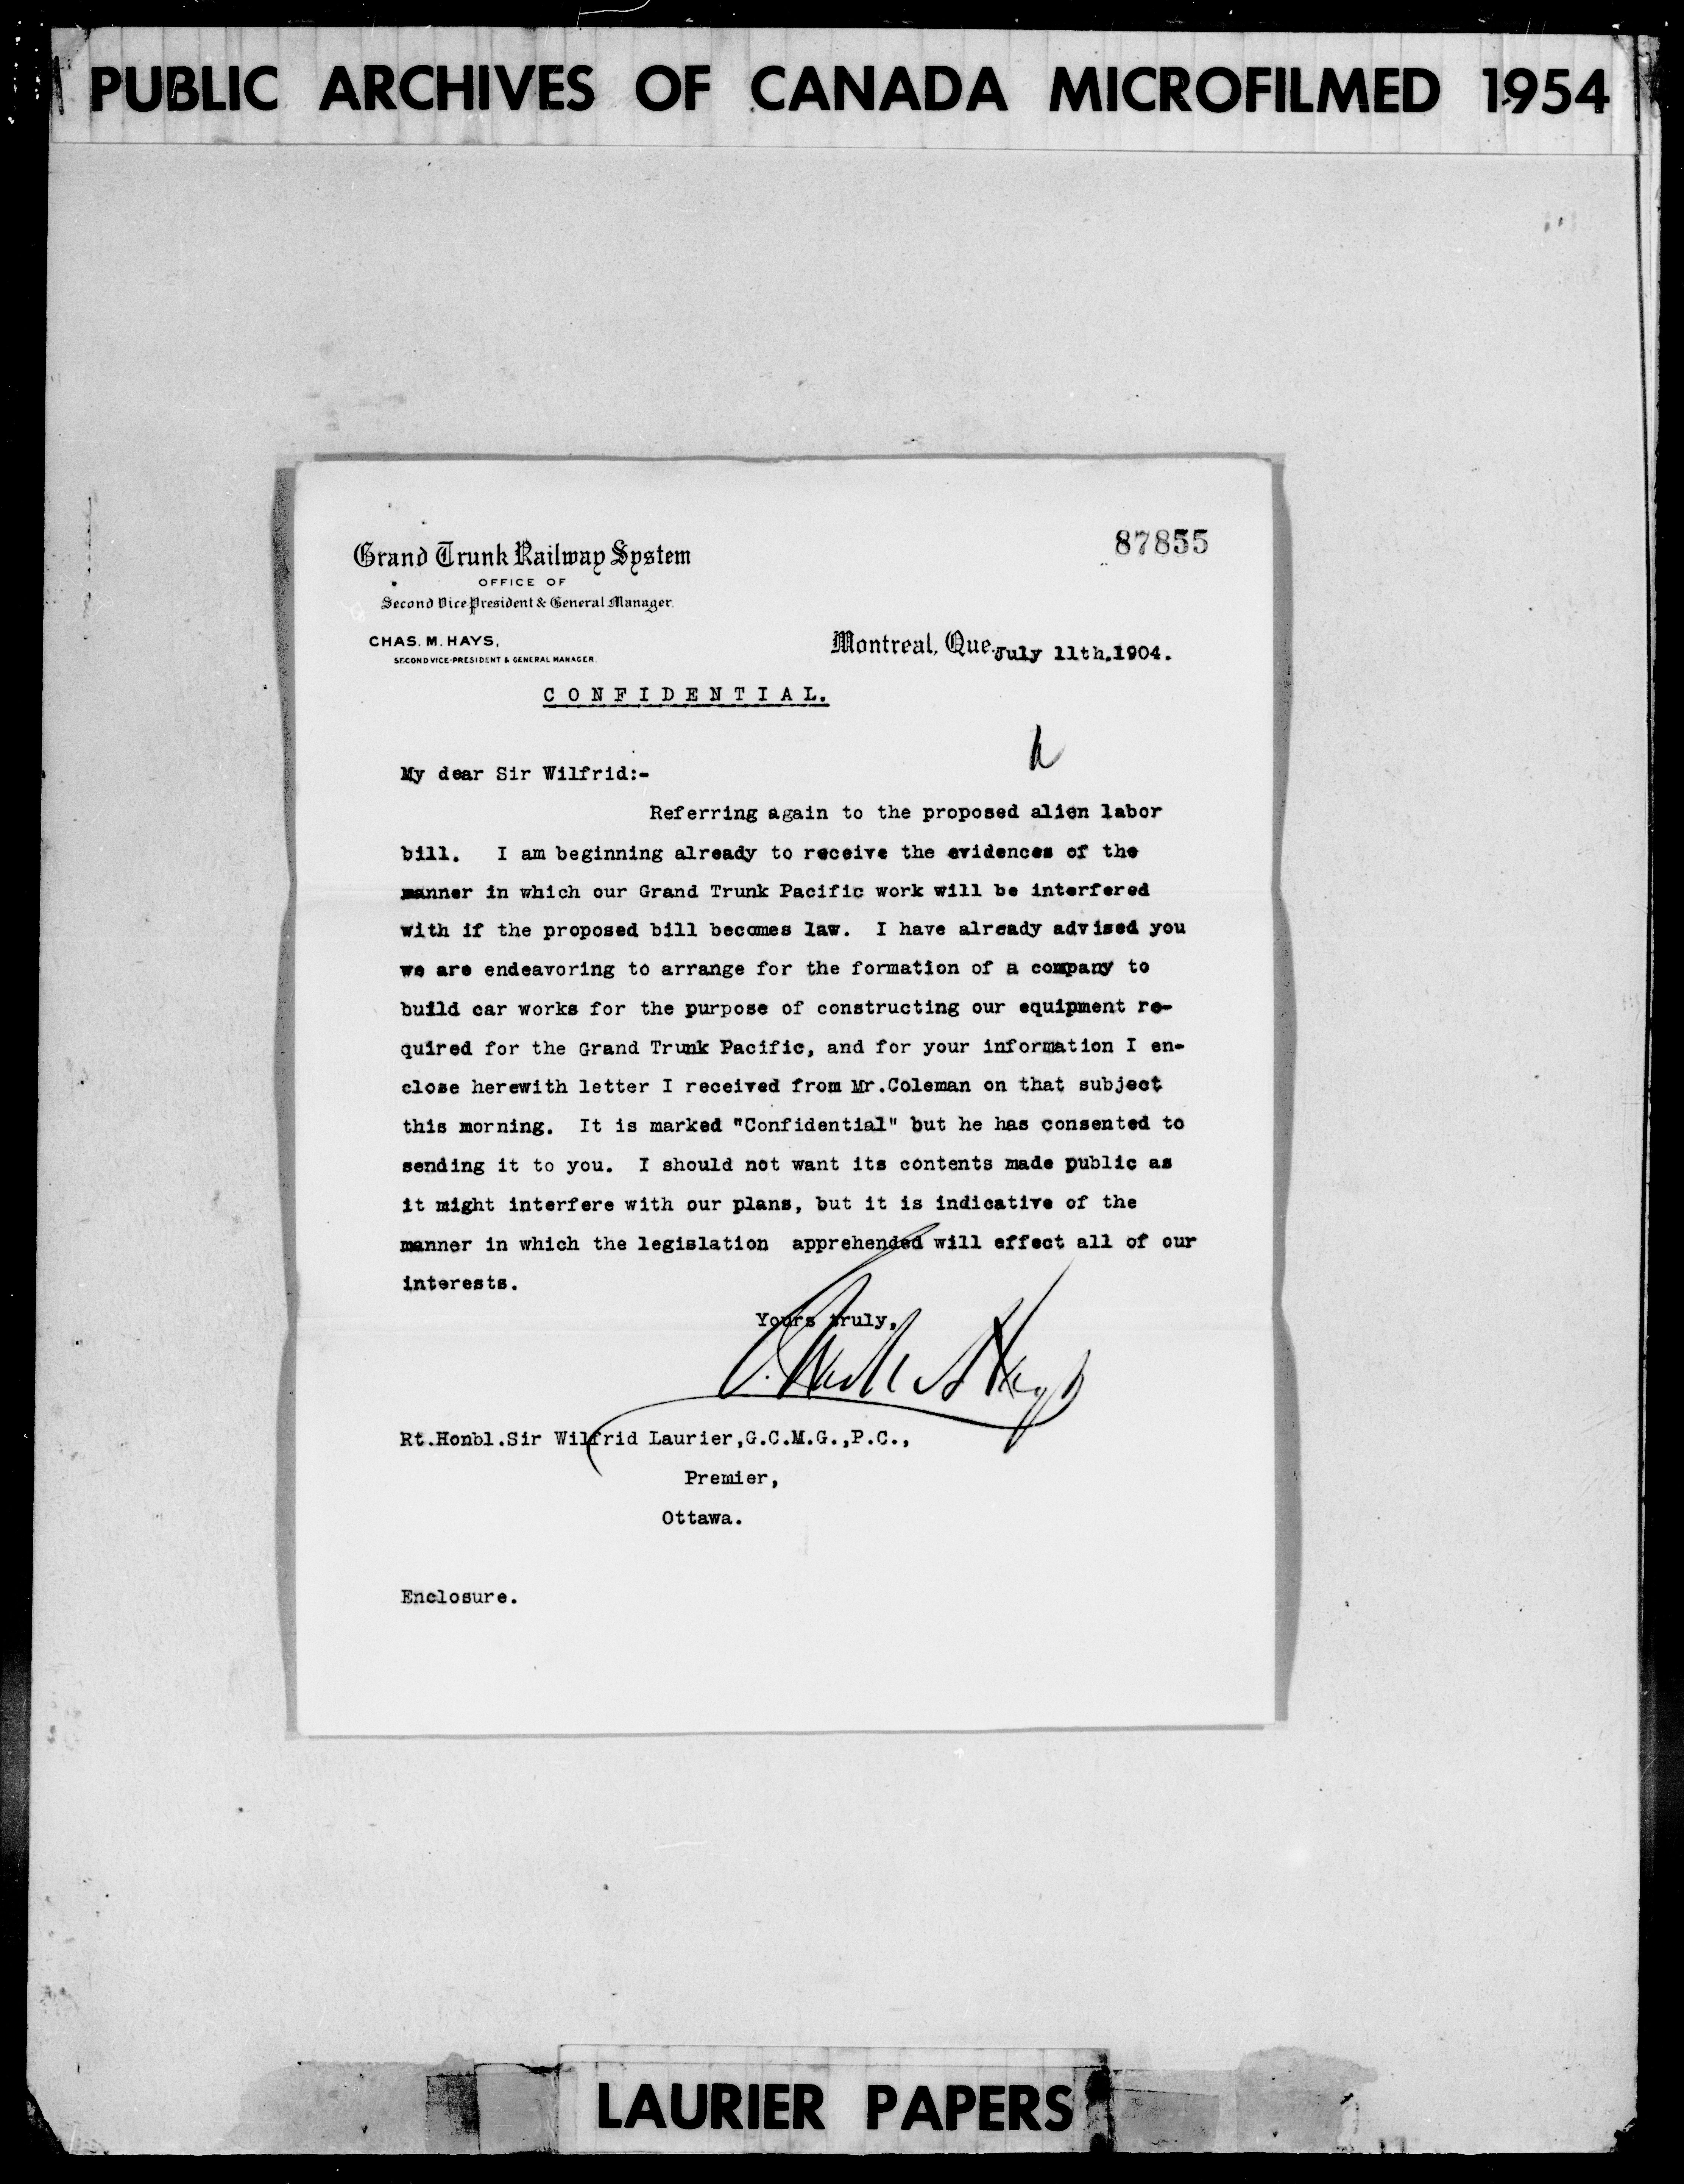 PUBLIC ARCHIVES OF CANADA MICROFILMED 1954
87855
Grand Trunk Railway System
OFFICE OF
Second Vice President & General Manager.
CHAS. M. HAYS,
SECOND VICE-PRESIDENT & GENERAL MANAGER.
Montreal, Que. July 11th,1904.
CONFIDENTIAL.
My dear Sir Wilfrid:-
Referring again to the proposed alien labor
bill. I am beginning already to receive the evidences of the
manner in which our Grand Trunk Pacific work will be interfered
with if the proposed bill becomes law. I have already advised you
we are endeavoring to arrange for the formation of a company to
build car works for the purpose of constructing our equipment re-
quired for the Grand Trunk Pacific, and for your information I en-
close herewith letter I received from Mr.Coleman on that subject
this morning. It is marked "Confidential" but he has consented to
sending it to you. I should not want its contents made public as
it might interfere with our plans, but it is indicative of the
manner in which the legislation apprehended will effect all of our
interests.
Yours truly,
Chas M Hays
Rt.Honbl.Sir Wilfrid Laurier,G.C.M.G.,P.C.,
Premier,
Ottawa.
Enclosure.
LAURIER PAPERS